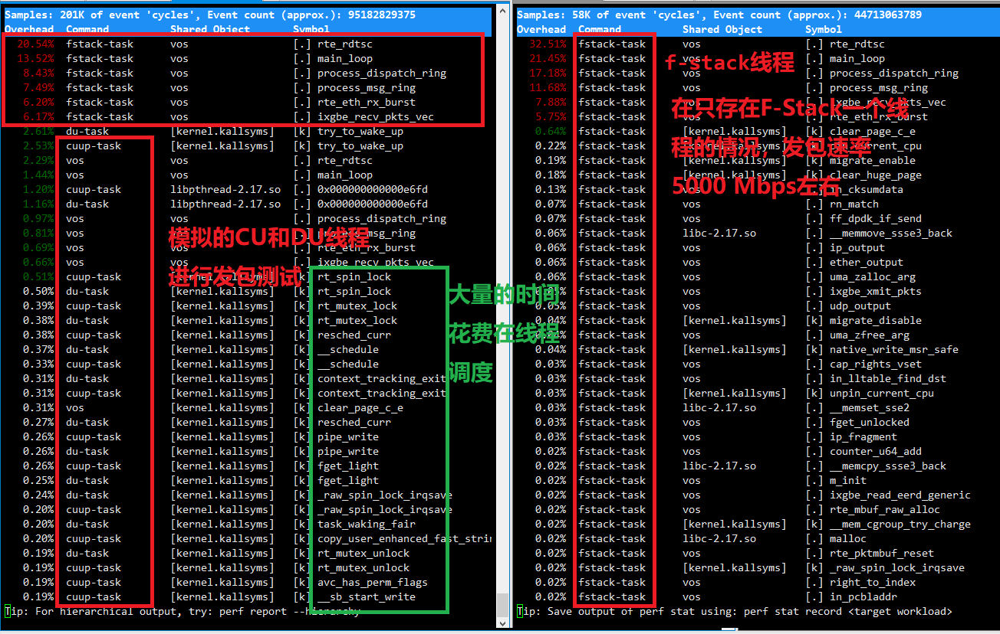 Samples: 201K of event 'cycles', Event count (approx.): 95182829375
Overhead  Command  Shared Object  Symbol
20.54%  fstack-task  vos  [.] rte_rdtsc
13.52%  fstack-task  vos  [.] main_loop
8.43%  fstack-task  vos  [.] process_dispatch_ring
7.49%  fstack-task  vos  [.] process_msg_ring
6.20%  fstack-task  vos  [.] rte_eth_rx_burst
6.17%  fstack-task  vos  [.] ixgbe_recv_pkts_vec
2.61%  du-task  [kernel.kallsyms]  [k] try_to_wake_up
2.53%  cuup-task  [kernel.kallsyms]  [k] try_to_wake_up
2.29%  vos  vos  [.] rte_rdtsc
1.44%  vos  vos  [.] main_loop
1.20%  cuup-task  libpthread-2.17.so  [.] 0x000000000000e6fd
1.16%  du-task  libpthread-2.17.so  [.] 0x000000000000e6fd
0.97%  vos  vos  [.] process_dispatch_ring
0.81%  vos  vos  [.] process_msg_ring
0.69%  vos  vos  [.] rte_eth_rx_burst
0.66%  vos  vos  [.] ixgbe_recv_pkts_vec
0.51%  cuup-task  [kernel.kallsyms]  [k] rt_spin_lock
0.50%  du-task  [kernel.kallsyms]  [k] rt_spin_lock
0.39%  cuup-task  [kernel.kallsyms]  [k] rt_mutex_lock
0.38%  du-task  [kernel.kallsyms]  [k] rt_mutex_lock
0.38%  cuup-task  [kernel.kallsyms]  [k] resched_curr
0.37%  du-task  [kernel.kallsyms]  [k] __schedule
0.33%  cuup-task  [kernel.kallsyms]  [k] __schedule
0.31%  du-task  [kernel.kallsyms]  [k] context_tracking_exit
0.31%  cuup-task  [kernel.kallsyms]  [k] context_tracking_exit
0.31%  vos  [kernel.kallsyms]  [k] clear_page_c_e
0.27%  du-task  [kernel.kallsyms]  [k] resched_curr
0.26%  cuup-task  [kernel.kallsyms]  [k] pipe_write
0.26%  du-task  [kernel.kallsyms]  [k] pipe_write
0.26%  cuup-task  [kernel.kallsyms]  [k] fget_light
0.25%  du-task  [kernel.kallsyms]  [k] fget_light
0.24%  du-task  [kernel.kallsyms]  [k] _raw_spin_lock_irqsave
0.20%  cuup-task  [kernel.kallsyms]  [k] _raw_spin_lock_irqsave
0.20%  du-task  [kernel.kallsyms]  [k] task_waking_fair
0.20%  cuup-task  [kernel.kallsyms]  [k] copy_user_enhanced_fast_strin
0.19%  du-task  [kernel.kallsyms]  [k] rt_mutex_unlock
0.19%  cuup-task  [kernel.kallsyms]  [k] rt_mutex_unlock
0.19%  cuup-task  [kernel.kallsyms]  [k] avc_has_perm_flags
0.19%  cuup-task  [kernel.kallsyms]  [k] __sb_start_write
Tip: For hierarchical output, try: perf report --hierarchy
模拟的CU和DU线程
进行发包测试
大量的时间
花费在线程
调度
Samples: 58K of event 'cycles', Event count (approx.): 44713063789
Overhead  Command  Shared Object  Symbol
32.51%  fstack-task  vos  [.] rte_rdtsc
21.45%  fstack-task  vos  [.] main_loop
17.18%  fstack-task  vos  [.] process_dispatch_ring
11.68%  fstack-task  vos  [.] process_msg_ring
7.88%  fstack-task  vos  [.] ixgbe_recv_pkts_vec
5.75%  fstack-task  vos  [.] rte_eth_rx_burst
0.64%  fstack-task  [kernel.kallsyms]  [k] clear_page_c_e
0.22%  fstack-task  [kernel.kallsyms]  [k] pin_current_cpu
0.19%  fstack-task  [kernel.kallsyms]  [k] migrate_enable
0.18%  fstack-task  [kernel.kallsyms]  [k] clear_huge_page
0.13%  fstack-task  vos  [.] in_cksumdata
0.07%  fstack-task  vos  [.] rn_match
0.07%  fstack-task  vos  [.] ff_dpdk_if_send
0.06%  fstack-task  libc-2.17.so  [.] __memmove_ssse3_back
0.06%  fstack-task  vos  [.] ip_output
0.06%  fstack-task  vos  [.] ether_output
0.06%  fstack-task  vos  [.] uma_zalloc_arg
fstack-task  vos  [.] ixgbe_xmit_pkts
0.05%  fstack-task  vos  [.] udp_output
0.04%  fstack-task  [kernel.kallsyms]  [k] migrate_disable
fstack-task  vos  [.] uma_zfree_arg
0.04%  fstack-task  [kernel.kallsyms]  [k] native_write_msr_safe
0.03%  fstack-task  vos  [.] cap_rights_vset
0.03%  fstack-task  vos  [.] in_lltable_find_dst
0.03%  fstack-task  [kernel.kallsyms]  [k] unpin_current_cpu
0.03%  fstack-task  libc-2.17.so  [.] __memset_sse2
0.03%  fstack-task  vos  [.] fget_unlocked
0.03%  fstack-task  vos  [.] ip_fragment
0.02%  fstack-task  vos  [.] counter_u64_add
0.02%  fstack-task  libc-2.17.so  [.] __memcpy_ssse3_back
0.02%  fstack-task  vos  [.] m_init
0.02%  fstack-task  vos  [.] ixgbe_read_eerd_generic
0.02%  fstack-task  vos  [.] rte_mbuf_raw_alloc
0.02%  fstack-task  [kernel.kallsyms]  [k] __mem_cgroup_try_charge
0.02%  fstack-task  libc-2.17.so  [.] malloc
0.02%  fstack-task  vos  [.] rte_pktmbuf_reset
0.02%  fstack-task  [kernel.kallsyms]  [k] _raw_spin_lock_irqsave
0.02%  fstack-task  vos  [.] right_to_index
0.02%  fstack-task  vos  [.] in_pcbladdr
Tip: Save output of perf stat using: perf stat record <target workload>
f-stack线程
在只存在F-Stack一个线
程的情况，发包速率
5000 Mbps左右